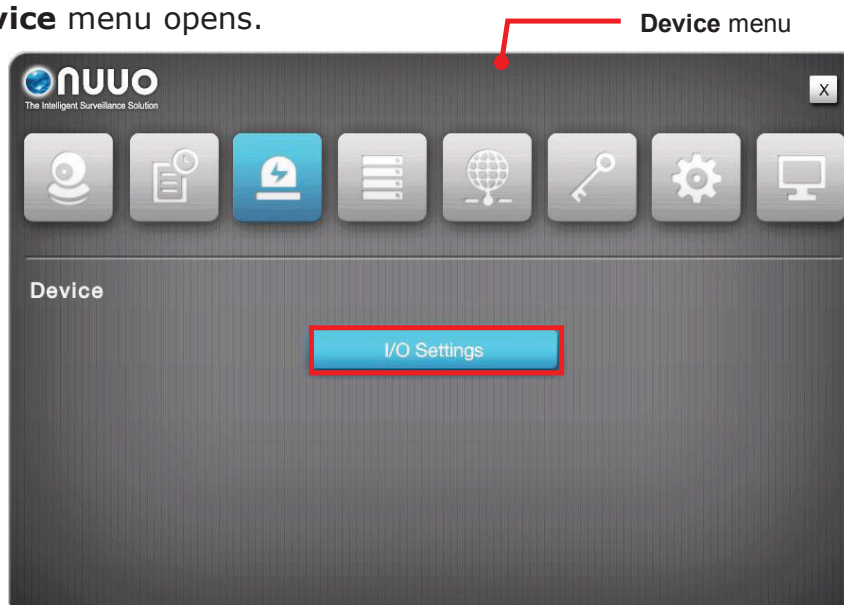 vice menu opens.
Device menu
nuuo
The Intelligent Surveillance Solution
X
Device
I/O Settings